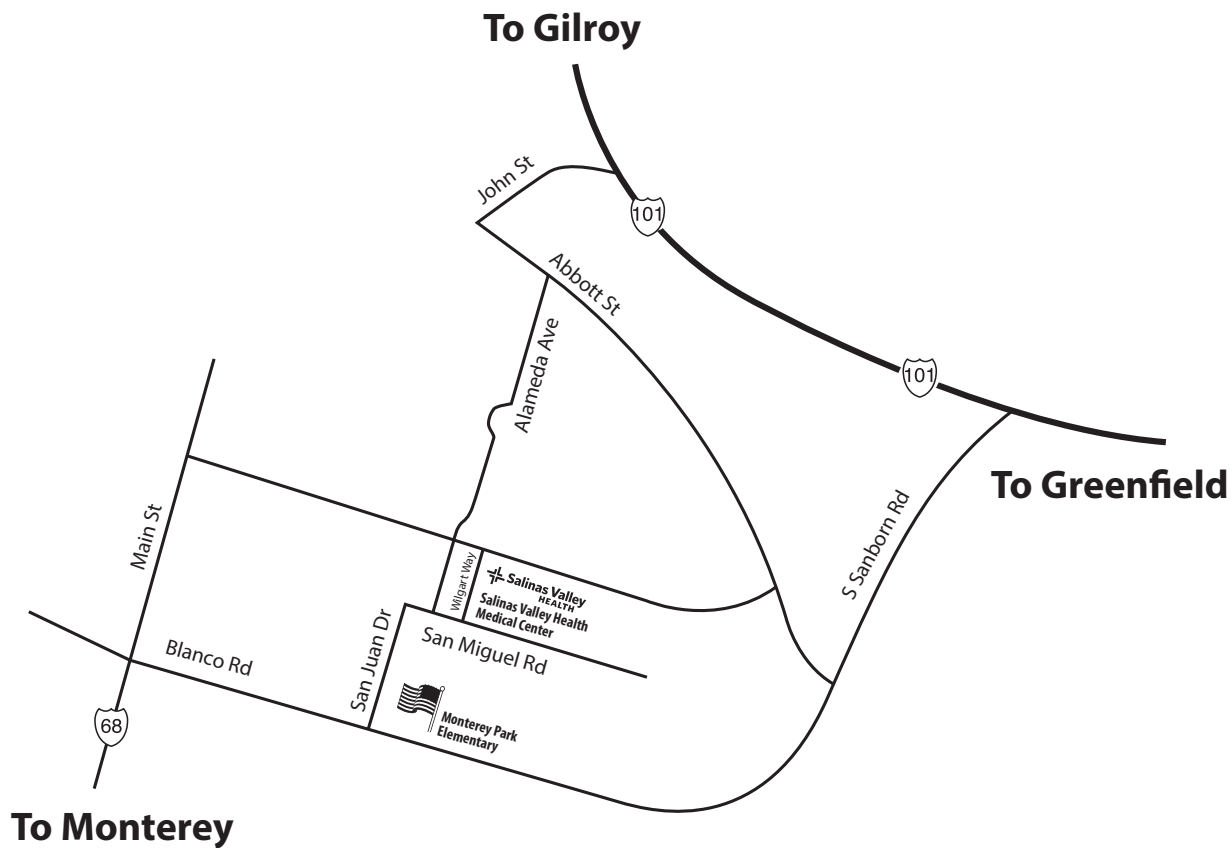 To Gilroy
John St
101
Abbott St
Alameda Ave
101
To Greenfield
Main St
S Sanborn Rd
Wilgart Way
Salinas Valley
HEALTH
Salinas Valley Health
Medical Center
San Juan Dr
San Miguel Rd
Blanco Rd
Monterey Park
Elementary
68
To Monterey